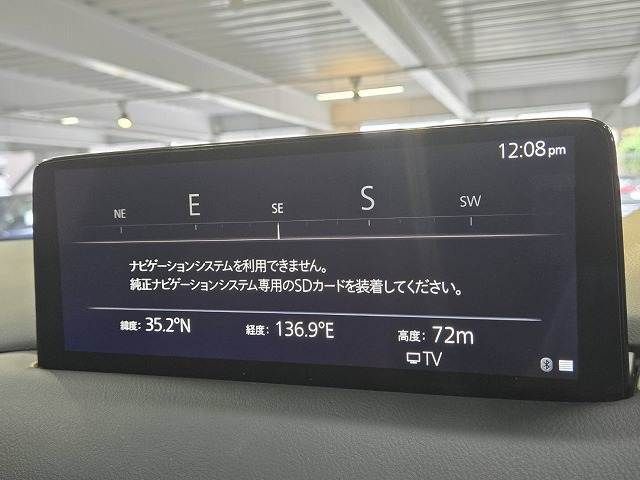 12:08pm
NE E SE S SW
ナビゲーションシステムを利用できません。
純正ナビゲーションシステム専用のSDカードを装着してください。
緯度: 35.2°N 経度: 136.9°E 高度: 72m
TV